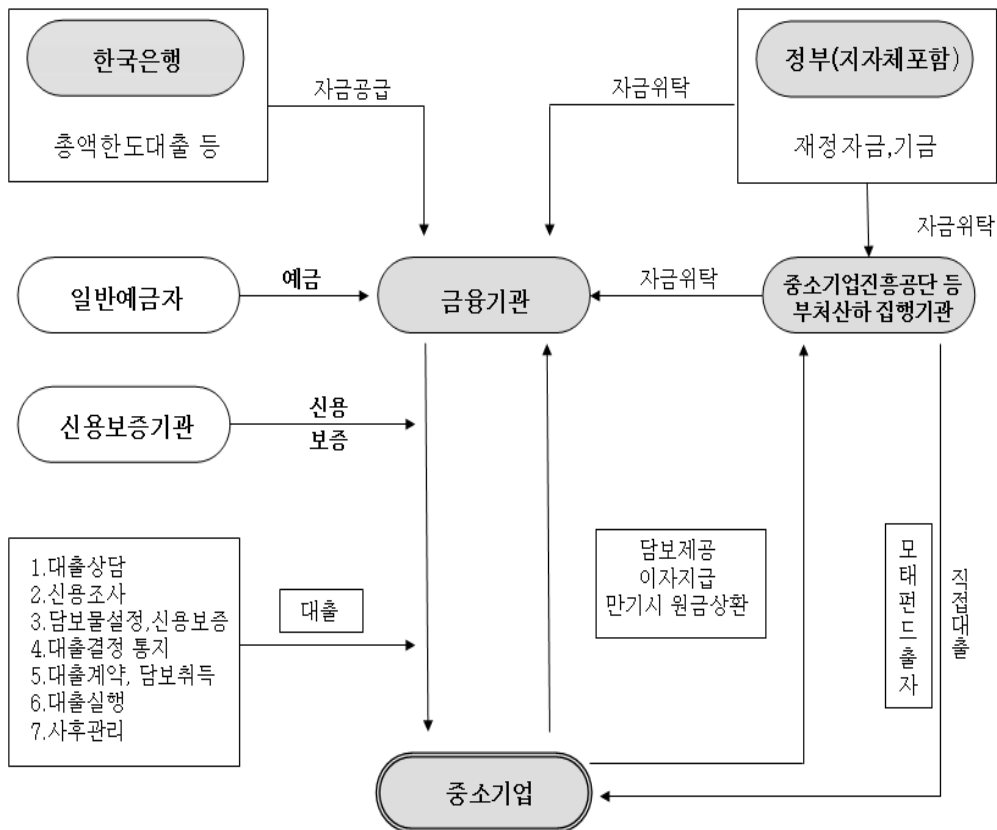 한국은행
총액한도대출 등
자금공급
자금위탁
정부(지자체포함)
재정자금,기금
자금위탁
일반예금자
예금
금융기관
자금위탁
중소기업진흥공단 등
부처산하 집행기관
신용보증기관
신용
보증
1.대출상담
2.신용조사
3.담보물설정,신용보증
4.대출결정 통지
5.대출계약, 담보취득
6.대출실행
7.사후관리
대출
담보제공
이자지급
만기시 원금상환
모태펀드출자
직접대출
중소기업